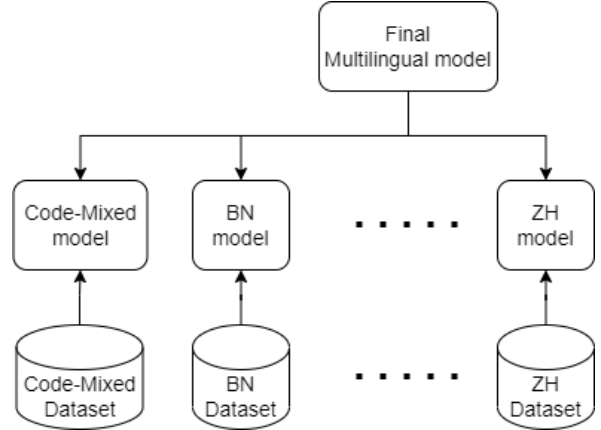 Final
Multilingual model
Code-Mixed
model
BN
model
ZH
model
Code-Mixed
Dataset
BN
Dataset
ZH
Dataset